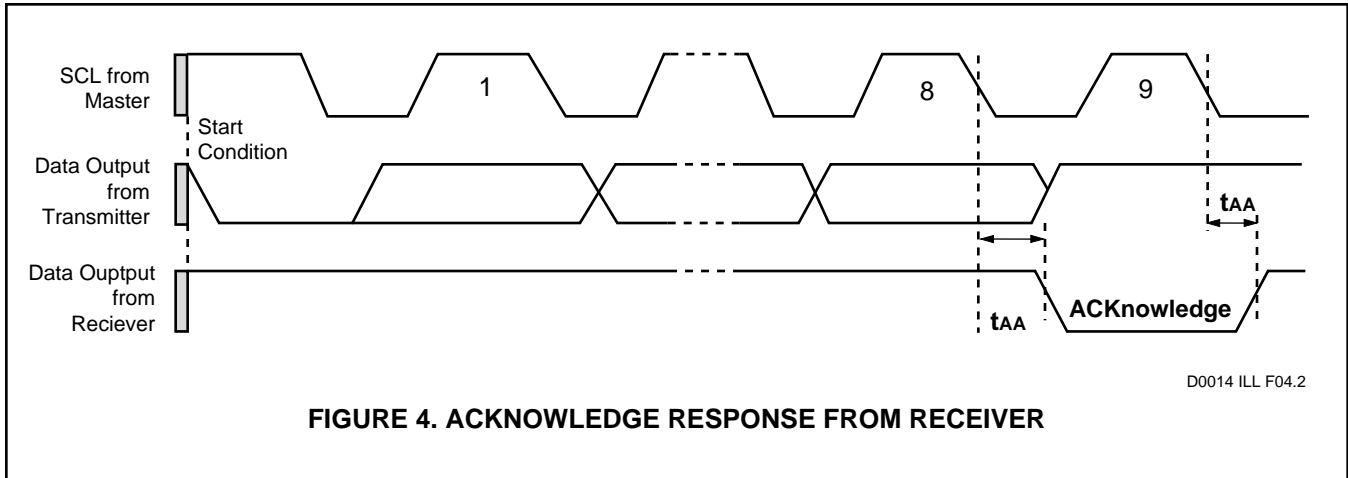 SCL from
Master
1
8
9
Start
Condition
Data Output
from
Transmitter
tAA
Data Ouptput
from
Reciever
tAA
ACKnowledge
D0014 ILL F04.2
FIGURE 4. ACKNOWLEDGE RESPONSE FROM RECEIVER